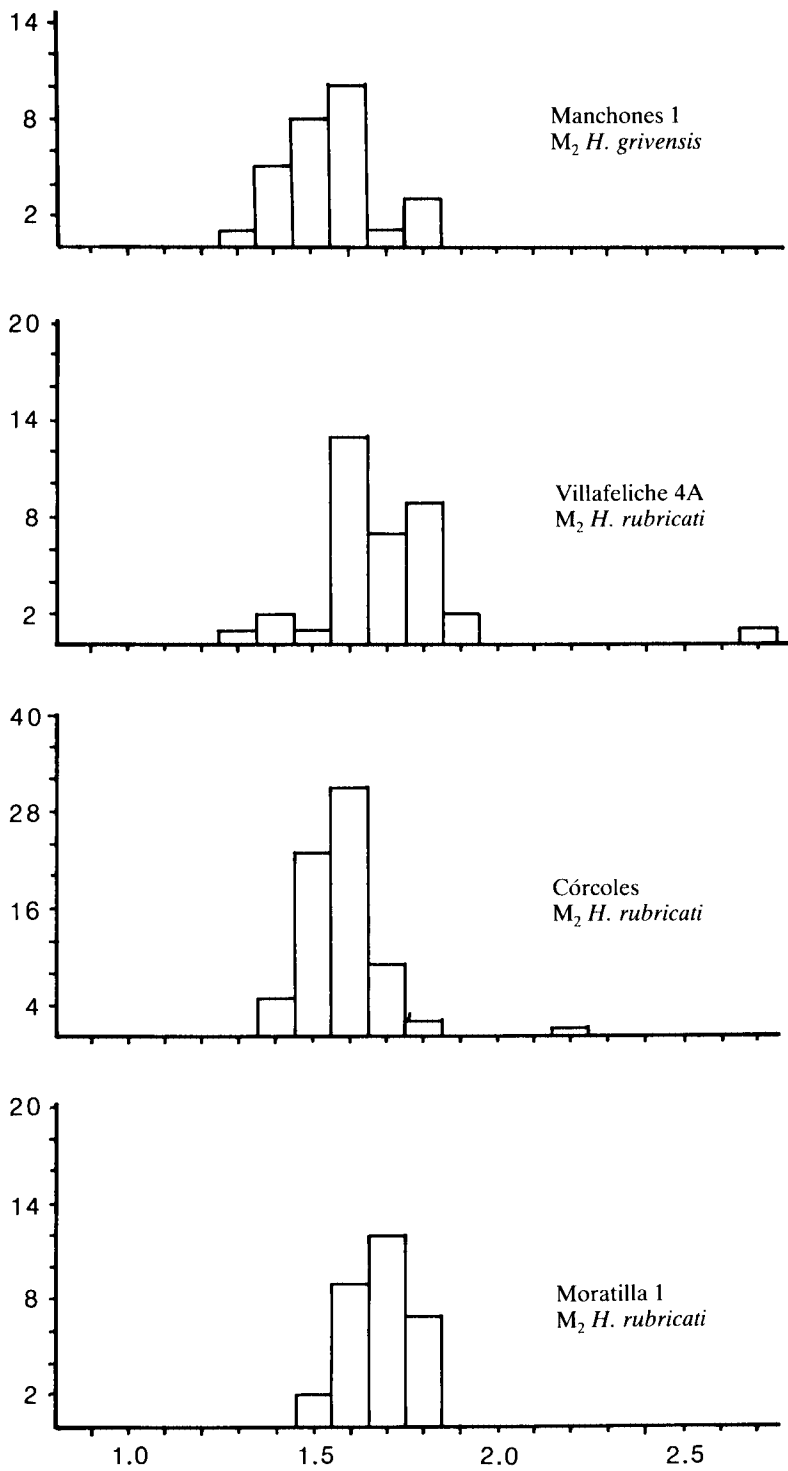 14
8
2
Manchones 1
M₂ H. grivensis
20
14
8
2
Villafeliche 4A
M₂ H. rubricati
40
28
16
4
Córcoles
M₂ H. rubricati
20
14
8
2
Moratilla 1
M₂ H. rubricati
1.0 1.5 2.0 2.5